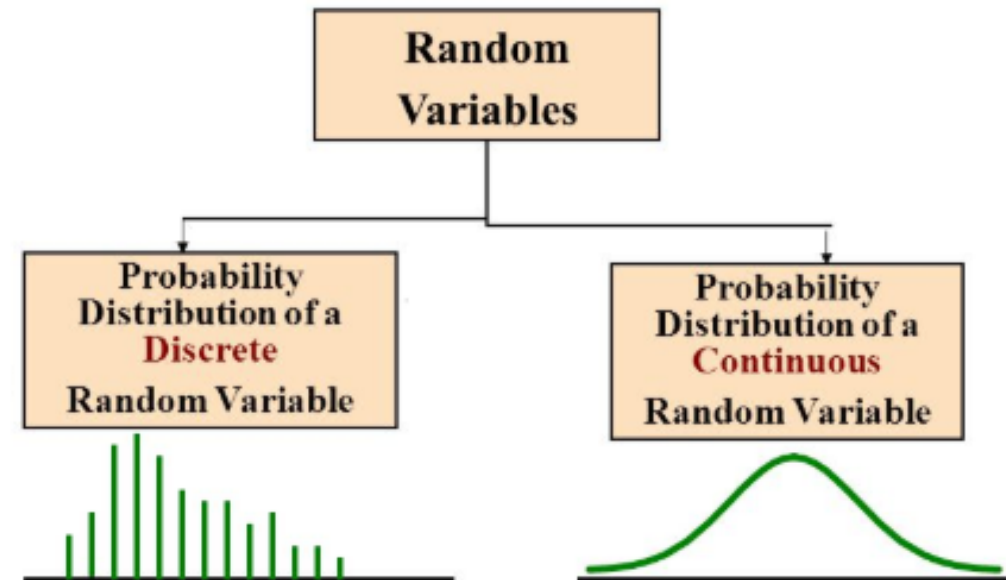 Random
Variables
Probability
Distribution of a
Discrete
Random Variable
Probability
Distribution of a
Continuous
Random Variable